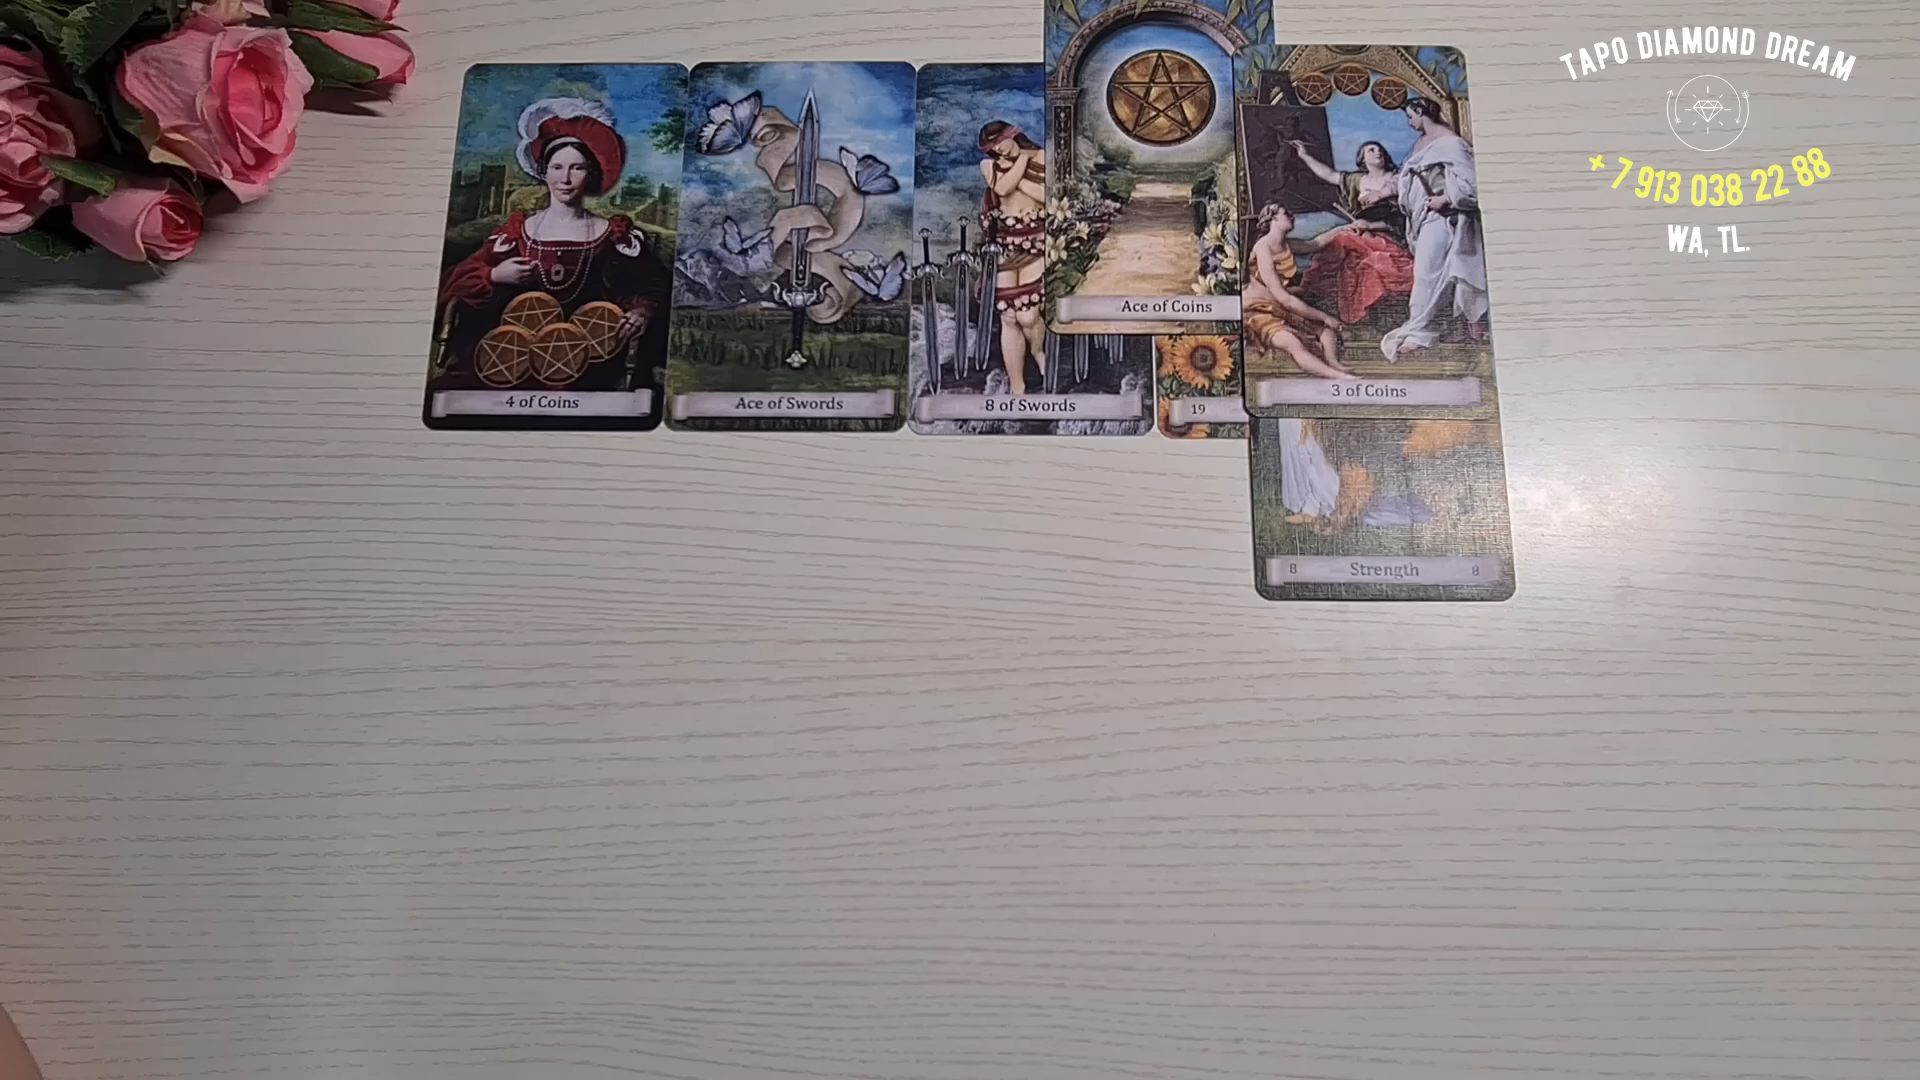 ТАРО DIAMOND DREAM
+ 7 913 038 22 88
WA, TL.
4 of Coins
Ace of Swords
8 of Swords
Ace of Coins
19
3 of Coins
8 Strength 8